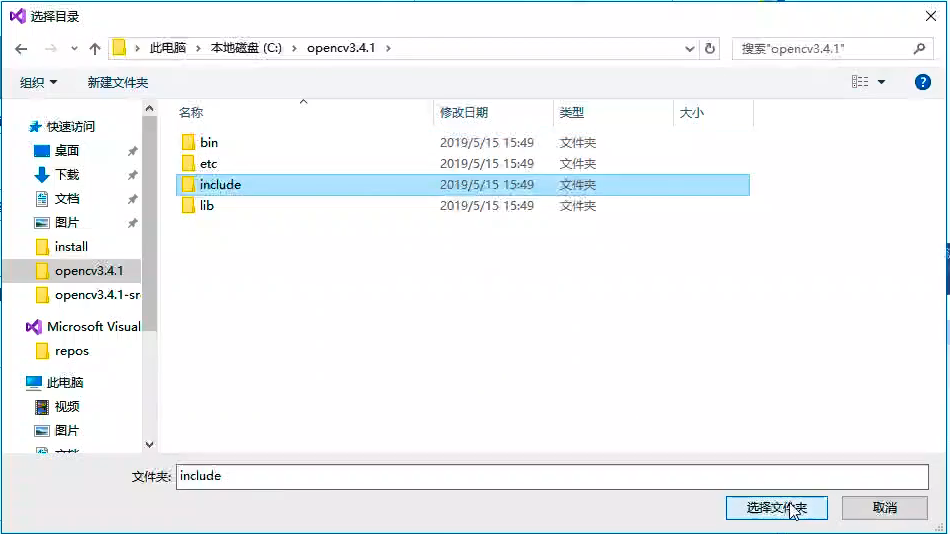 选择目录
此电脑 › 本地磁盘 (C:) › opencv3.4.1 ›
搜索"opencv3.4.1"
组织 新建文件夹
名称 修改日期 类型 大小
bin 2019/5/15 15:49 文件夹
etc 2019/5/15 15:49 文件夹
include 2019/5/15 15:49 文件夹
lib 2019/5/15 15:49 文件夹
快速访问
桌面
下载
文档
图片
install
opencv3.4.1
opencv3.4.1-sr
Microsoft Visual
repos
此电脑
视频
图片
文件夹: include
选择文件夹 取消